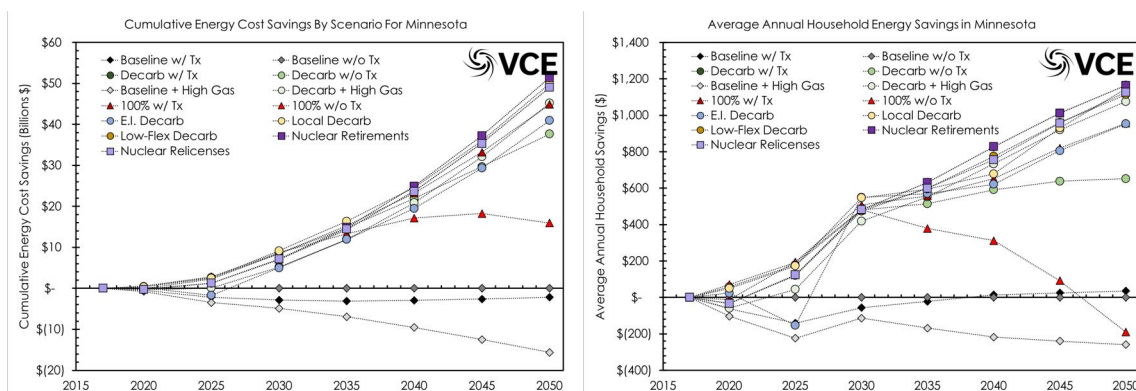 Cumulative Energy Cost Savings By Scenario For Minnesota
Cumulative Energy Cost Savings (Billions $)
$60
$50
$40
$30
$20
$10
$-
$(10)
$(20)
2015 2020 2025 2030 2035 2040 2045 2050
Baseline w/ Tx
Baseline w/o Tx
Decarb w/ Tx
Decarb w/o Tx
Baseline + High Gas
Decarb + High Gas
100% w/ Tx
100% w/o Tx
E.I. Decarb
Local Decarb
Low-Flex Decarb
Nuclear Retirements
Nuclear Relicenses
VCE
Average Annual Household Energy Savings in Minnesota
Average Annual Household Savings ($)
$1,400
$1,200
$1,000
$800
$600
$400
$200
$-
$(200)
$(400)
2015 2020 2025 2030 2035 2040 2045 2050
Baseline w/ Tx
Baseline w/o Tx
Decarb w/ Tx
Decarb w/o Tx
Baseline + High Gas
Decarb + High Gas
100% w/ Tx
100% w/o Tx
E.I. Decarb
Local Decarb
Low-Flex Decarb
Nuclear Retirements
Nuclear Relicenses
VCE